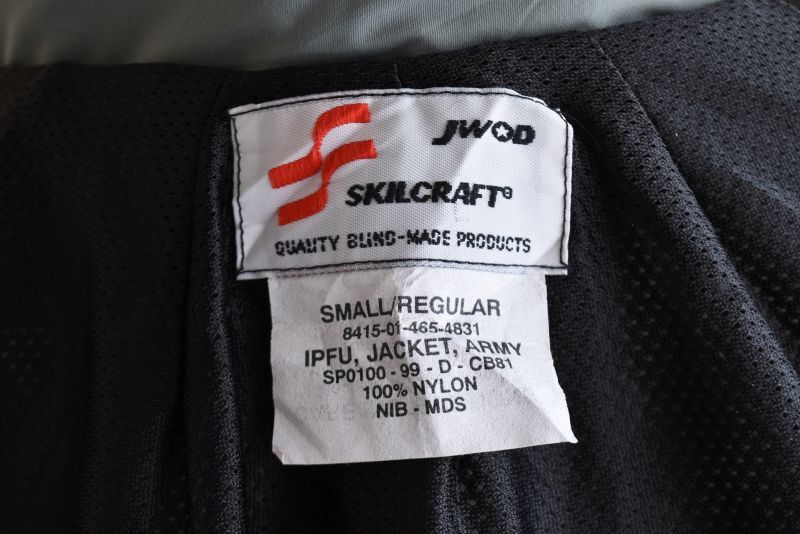 JWOD
SKILCRAFT®
QUALITY BLIND-MADE PRODUCTS
SMALL/REGULAR
8415-01-465-4831
IPFU, JACKET, ARMY
SP0100 - 99 - D - CB81
100% NYLON
NIB - MDS